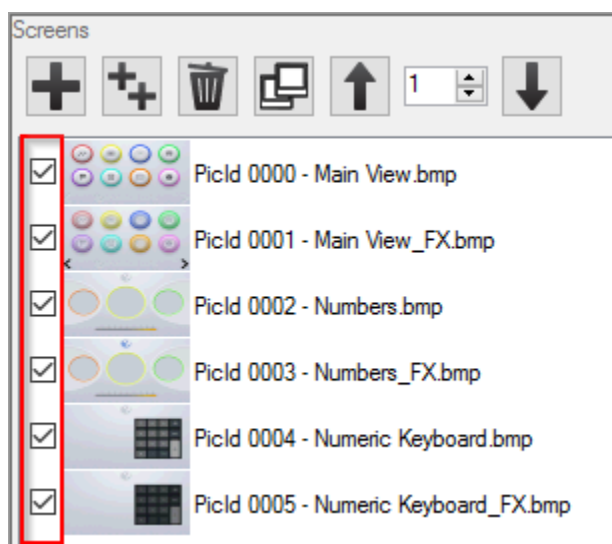 Screens
1
PicId 0000 - Main View.bmp
PicId 0001 - Main View_FX.bmp
PicId 0002 - Numbers.bmp
PicId 0003 - Numbers_FX.bmp
PicId 0004 - Numeric Keyboard.bmp
PicId 0005 - Numeric Keyboard_FX.bmp